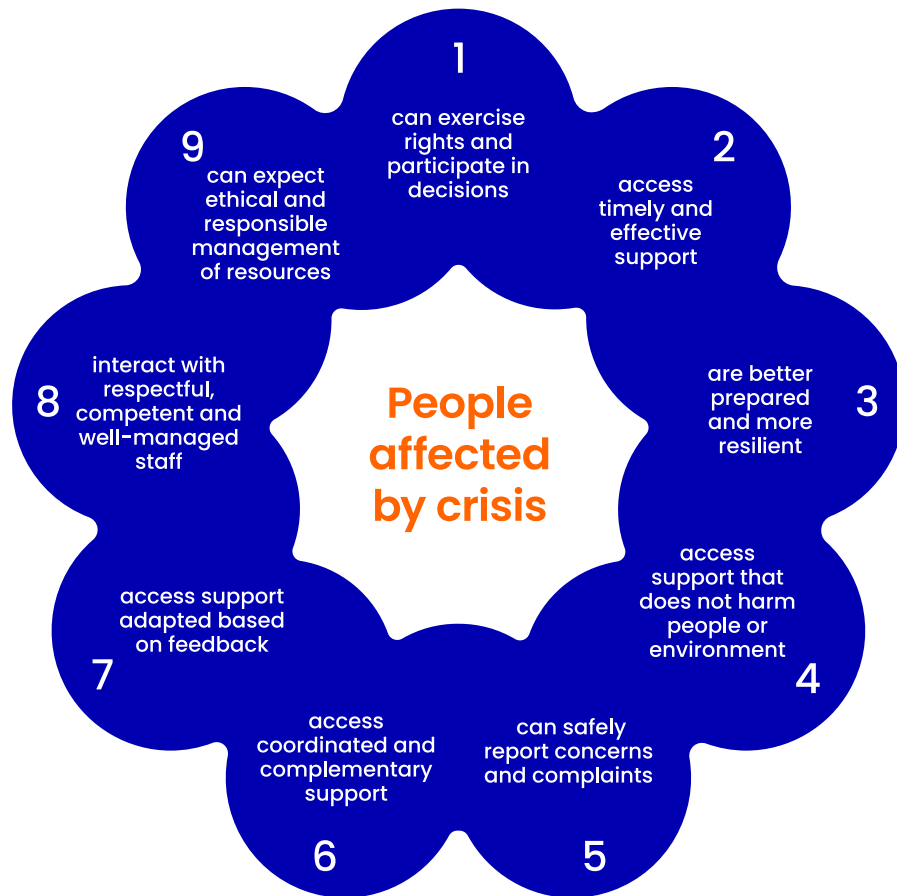 People
affected
by crisis
1
can exercise
rights and
participate in
decisions
2
access
timely and
effective
support
3
are better
prepared
and more
resilient
4
access
support that
does not harm
people or
environment
5
can safely
report concerns
and complaints
6
access
coordinated and
complementary
support
7
access support
adapted based
on feedback
8
interact with
respectful,
competent and
well-managed
staff
9
can expect
ethical and
responsible
management
of resources